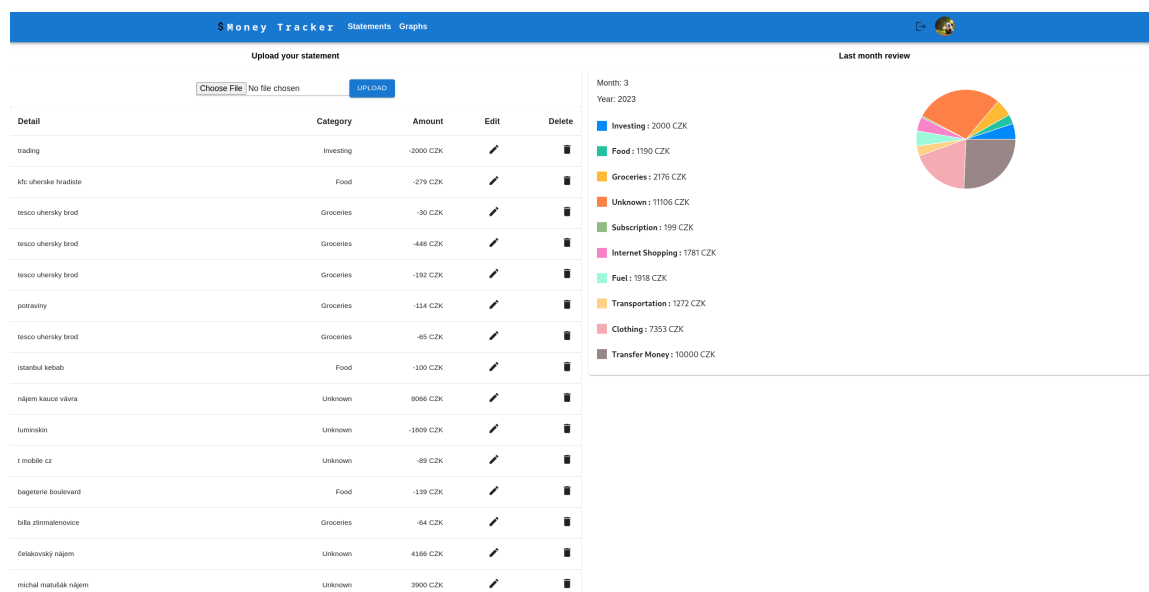 $ Money Tracker Statements Graphs
Upload your statement
Choose File No file chosen UPLOAD
Detail Category Amount Edit Delete
trading Investing -2000 CZK
kfc uherske hradiste Food -279 CZK
tesco uhersky brod Groceries -30 CZK
tesco uhersky brod Groceries -448 CZK
tesco uhersky brod Groceries -192 CZK
potraviny Groceries -114 CZK
tesco uhersky brod Groceries -65 CZK
istanbul kebab Food -100 CZK
nájem kauce vávra Unknown 8066 CZK
luminskin Unknown -1609 CZK
t mobile cz Unknown -89 CZK
bageterie boulevard Food -139 CZK
billa zlinmalenovice Groceries -64 CZK
čelakovský nájem Unknown 4166 CZK
michal matušák nájem Unknown 3900 CZK
Last month review
Month: 3
Year: 2023
Investing : 2000 CZK
Food : 1190 CZK
Groceries : 2176 CZK
Unknown : 11106 CZK
Subscription : 199 CZK
Internet Shopping : 1781 CZK
Fuel : 1918 CZK
Transportation : 1272 CZK
Clothing : 7353 CZK
Transfer Money : 10000 CZK